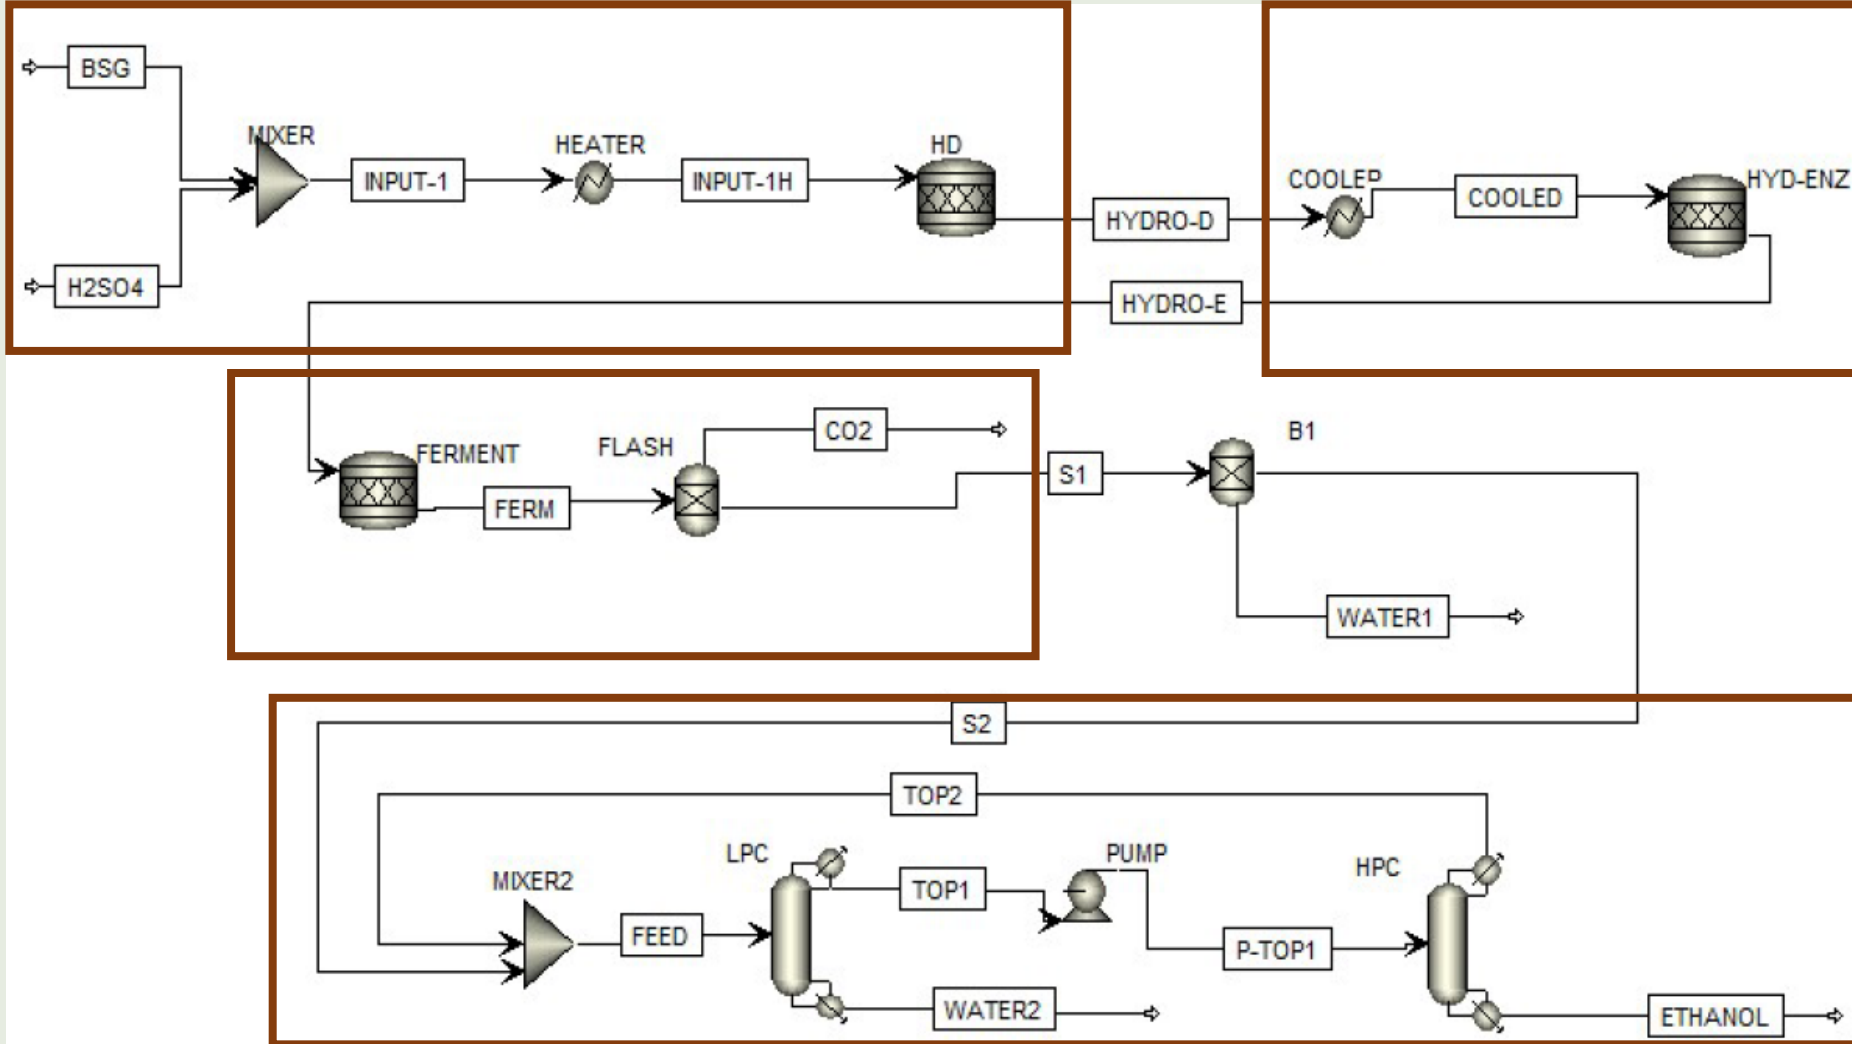 BSG
MIXER
INPUT-1
HEATER
INPUT-1H
HD
H2SO4
HYDRO-D
COOLER
COOLED
HYD-ENZ
HYDRO-E
FERMENT
FERM
FLASH
CO2
S1
B1
WATER1
S2
TOP2
MIXER2
FEED
LPC
TOP1
PUMP
WATER2
P-TOP1
HPC
ETHANOL